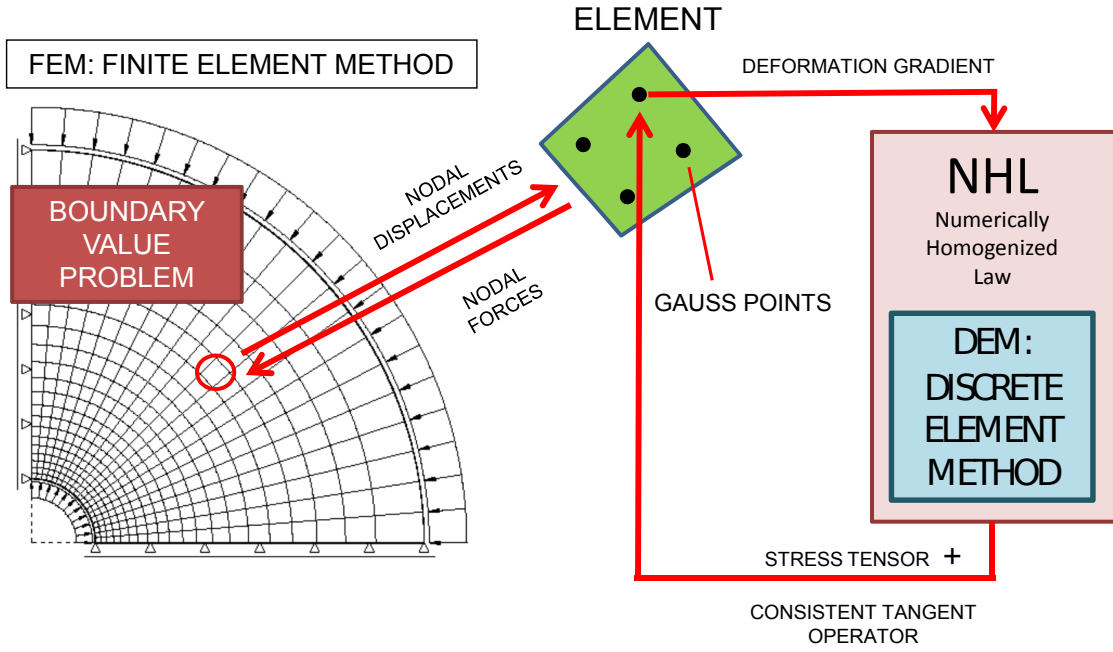 ELEMENT
FEM: FINITE ELEMENT METHOD
DEFORMATION GRADIENT
BOUNDARY
VALUE
PROBLEM
NODAL
DISPLACEMENTS
NODAL
FORCES
GAUSS POINTS
NHL
Numerically
Homogenized
Law
DEM:
DISCRETE
ELEMENT
METHOD
STRESS TENSOR +
CONSISTENT TANGENT
OPERATOR